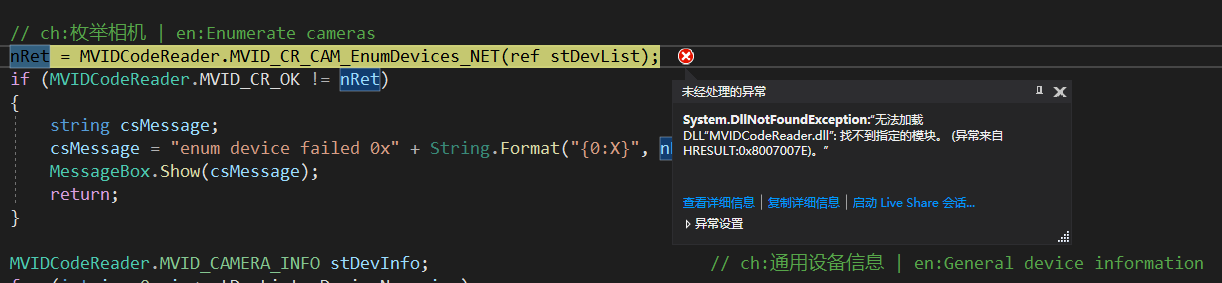 // ch:枚举相机 | en:Enumerate cameras
nRet = MVIDCodeReader.MVID_CR_CAM_EnumDevices_NET(ref stDevList);
if (MVIDCodeReader.MVID_CR_OK != nRet)
{
string csMessage;
csMessage = "enum device failed 0x" + String.Format("{0:X}",
MessageBox.Show(csMessage);
return;
}
未经处理的异常
System.DllNotFoundException:“无法加载
DLL“MVIDCodeReader.dll”: 找不到指定的模块。 (异常来自
HRESULT:0x8007007E)。”
查看详细信息 | 复制详细信息 | 启动 Live Share 会话...
异常设置
MVIDCodeReader.MVID_CAMERA_INFO stDevInfo; // ch:通用设备信息 | en:General device information